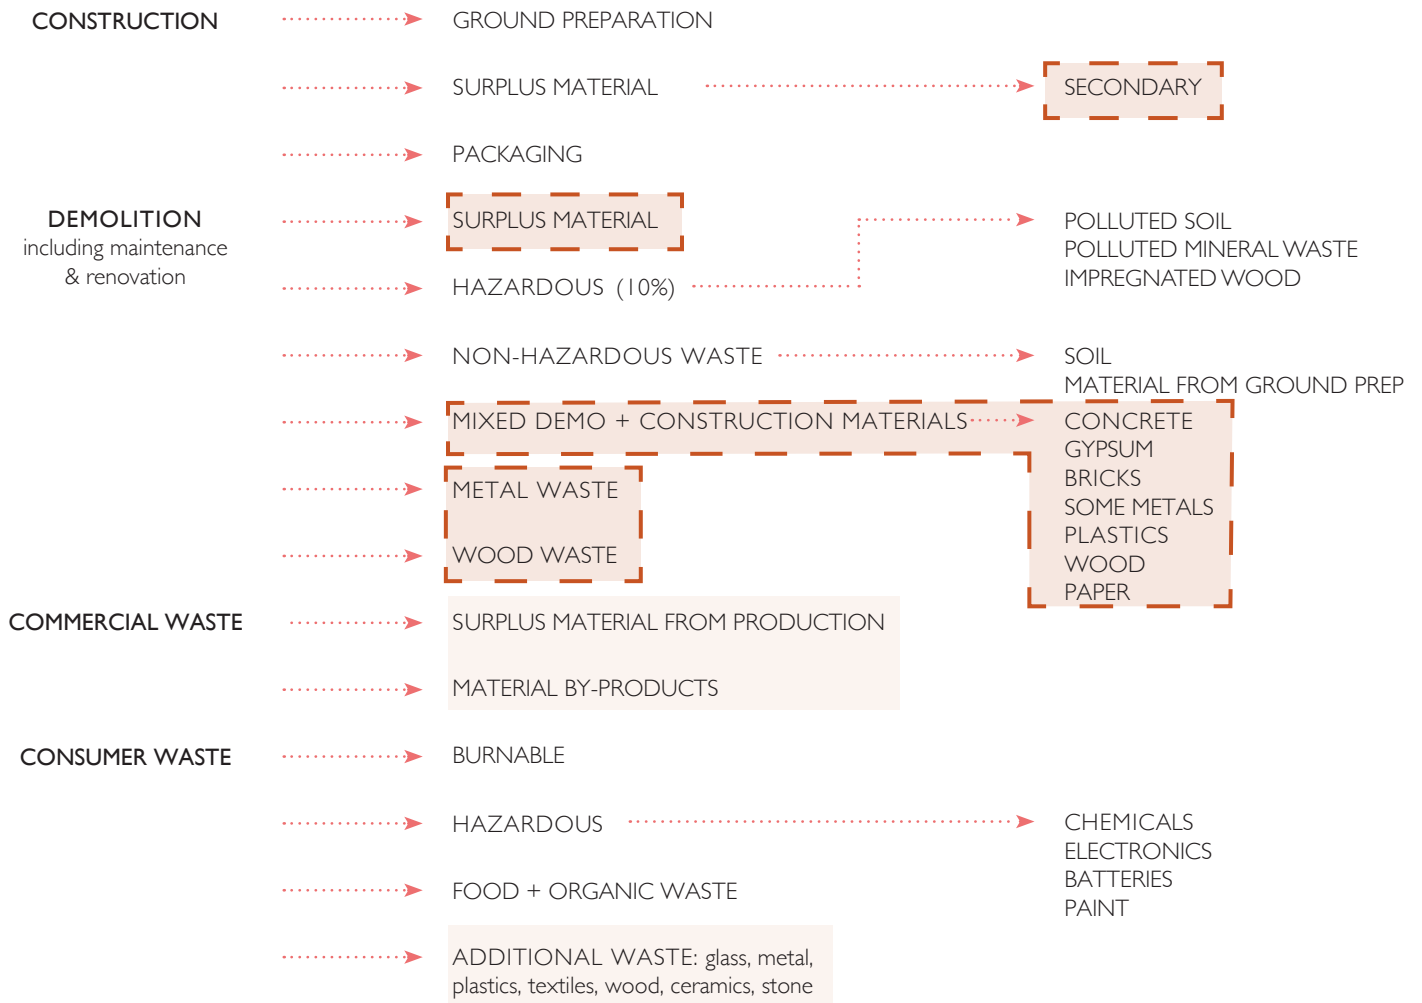 CONSTRUCTION
GROUND PREPARATION
SURPLUS MATERIAL
SECONDARY
PACKAGING
DEMOLITION
including maintenance
& renovation
SURPLUS MATERIAL
HAZARDOUS (10%)
POLLUTED SOIL
POLLUTED MINERAL WASTE
IMPREGNATED WOOD
NON-HAZARDOUS WASTE
SOIL
MATERIAL FROM GROUND PREP
MIXED DEMO + CONSTRUCTION MATERIALS
CONCRETE
GYPSUM
BRICKS
SOME METALS
PLASTICS
WOOD
PAPER
METAL WASTE
WOOD WASTE
COMMERCIAL WASTE
SURPLUS MATERIAL FROM PRODUCTION
MATERIAL BY-PRODUCTS
CONSUMER WASTE
BURNABLE
HAZARDOUS
CHEMICALS
ELECTRONICS
BATTERIES
PAINT
FOOD + ORGANIC WASTE
ADDITIONAL WASTE: glass, metal,
plastics, textiles, wood, ceramics, stone